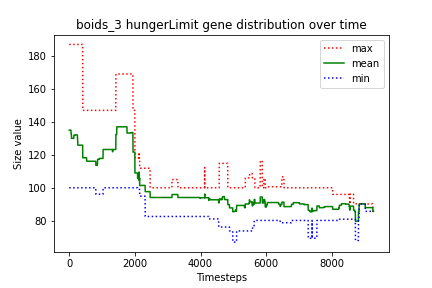 boids_3 hungerLimit gene distribution over time
max
mean
min
Size value
180
160
140
120
100
80
0
2000
4000
6000
8000
Timesteps